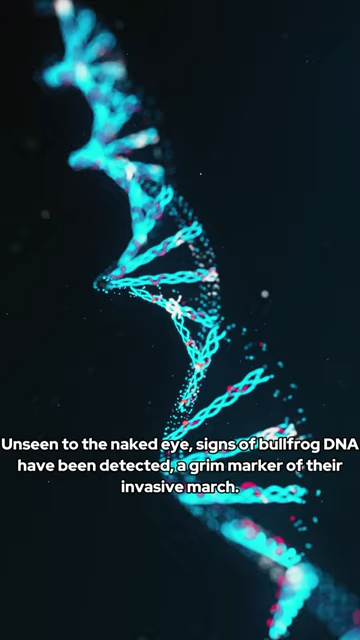 Unseen to the naked eye, signs of bullfrog DNA
have been detected, a grim marker of their
invasive march.